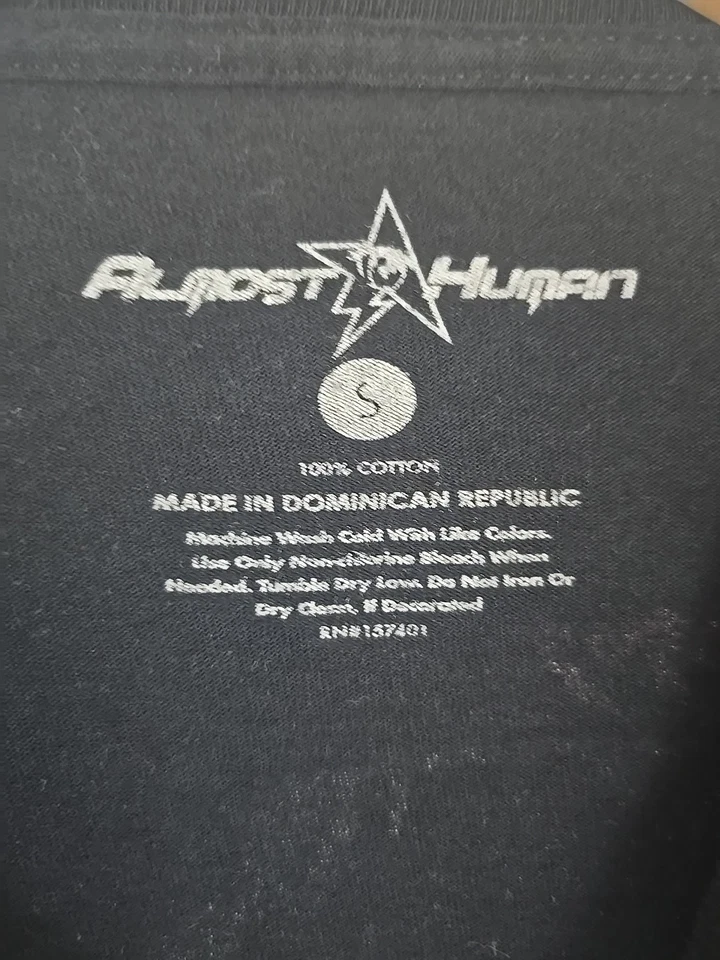 Almost Human
S
100% COTTON
MADE IN DOMINICAN REPUBLIC
Machine Wash Cold With Like Colors.
Use Only Non-chlorine Bleach When
Needed. Tumble Dry Low. Do Not Iron Or
Dry Clean, If Decorated
RN#157401